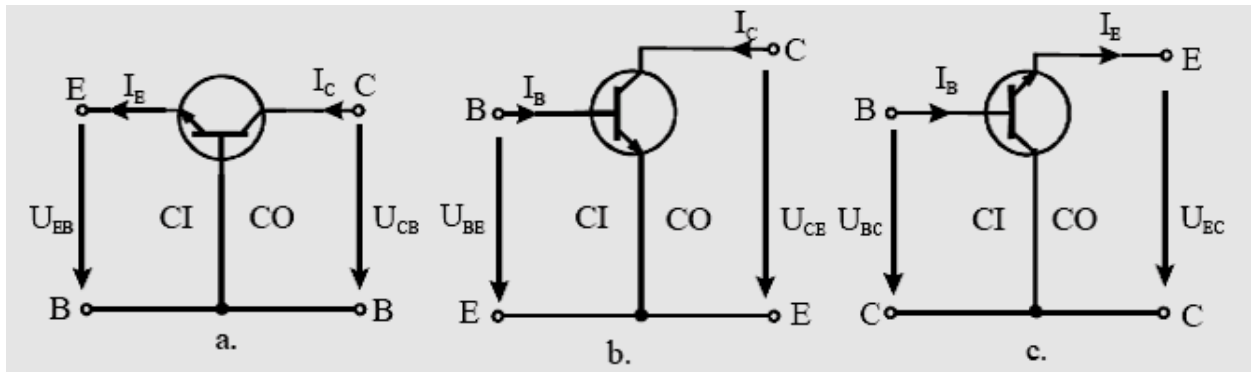 I_C I_E
E I_E I_C C C E
B I_B B I_B
U_EB CI CO U_CB U_BE CI CO U_CE U_BC CI CO U_EC
B B E E C C
a. b. c.